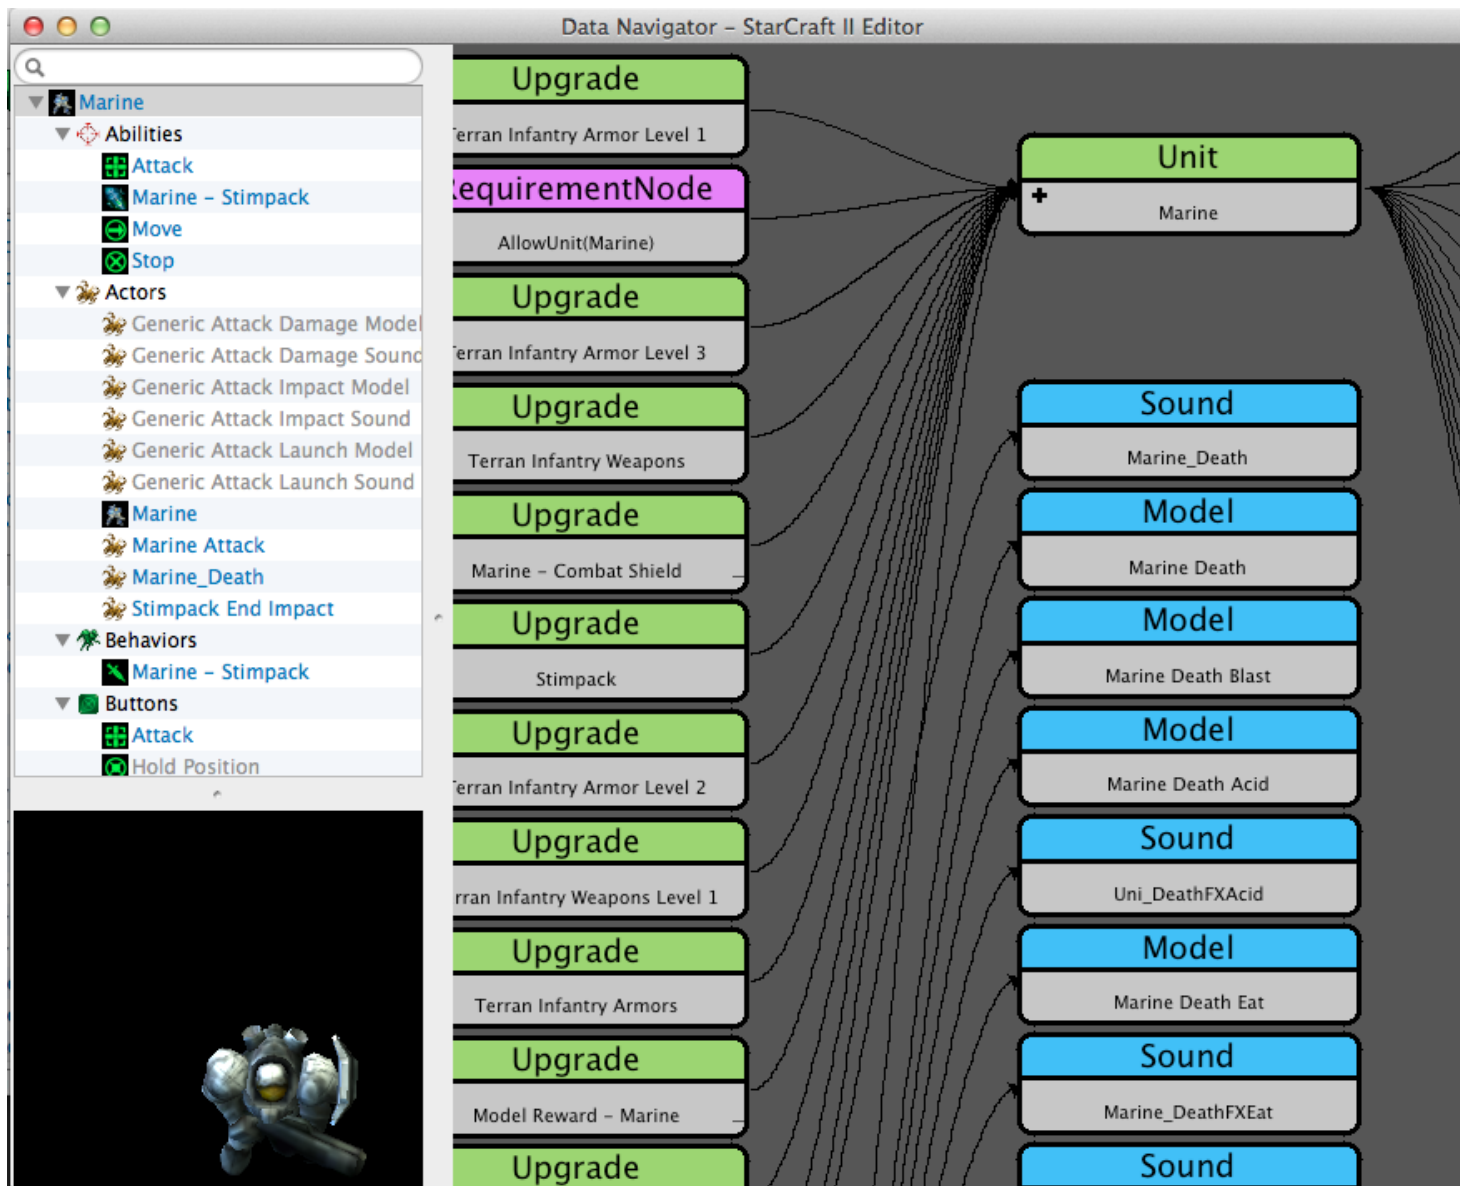 Data Navigator – StarCraft II Editor
Marine
Abilities
Attack
Marine – Stimpack
Move
Stop
Actors
Generic Attack Damage Model
Generic Attack Damage Sound
Generic Attack Impact Model
Generic Attack Impact Sound
Generic Attack Launch Model
Generic Attack Launch Sound
Marine
Marine Attack
Marine_Death
Stimpack End Impact
Behaviors
Marine – Stimpack
Buttons
Attack
Hold Position
Upgrade
Terran Infantry Armor Level 1
RequirementNode
AllowUnit(Marine)
Upgrade
Terran Infantry Armor Level 3
Upgrade
Terran Infantry Weapons
Upgrade
Marine – Combat Shield
Upgrade
Stimpack
Upgrade
Terran Infantry Armor Level 2
Upgrade
rran Infantry Weapons Level 1
Upgrade
Terran Infantry Armors
Upgrade
Model Reward – Marine
Upgrade
Unit
Marine
Sound
Marine_Death
Model
Marine Death
Model
Marine Death Blast
Model
Marine Death Acid
Sound
Uni_DeathFXAcid
Model
Marine Death Eat
Sound
Marine_DeathFXEat
Sound